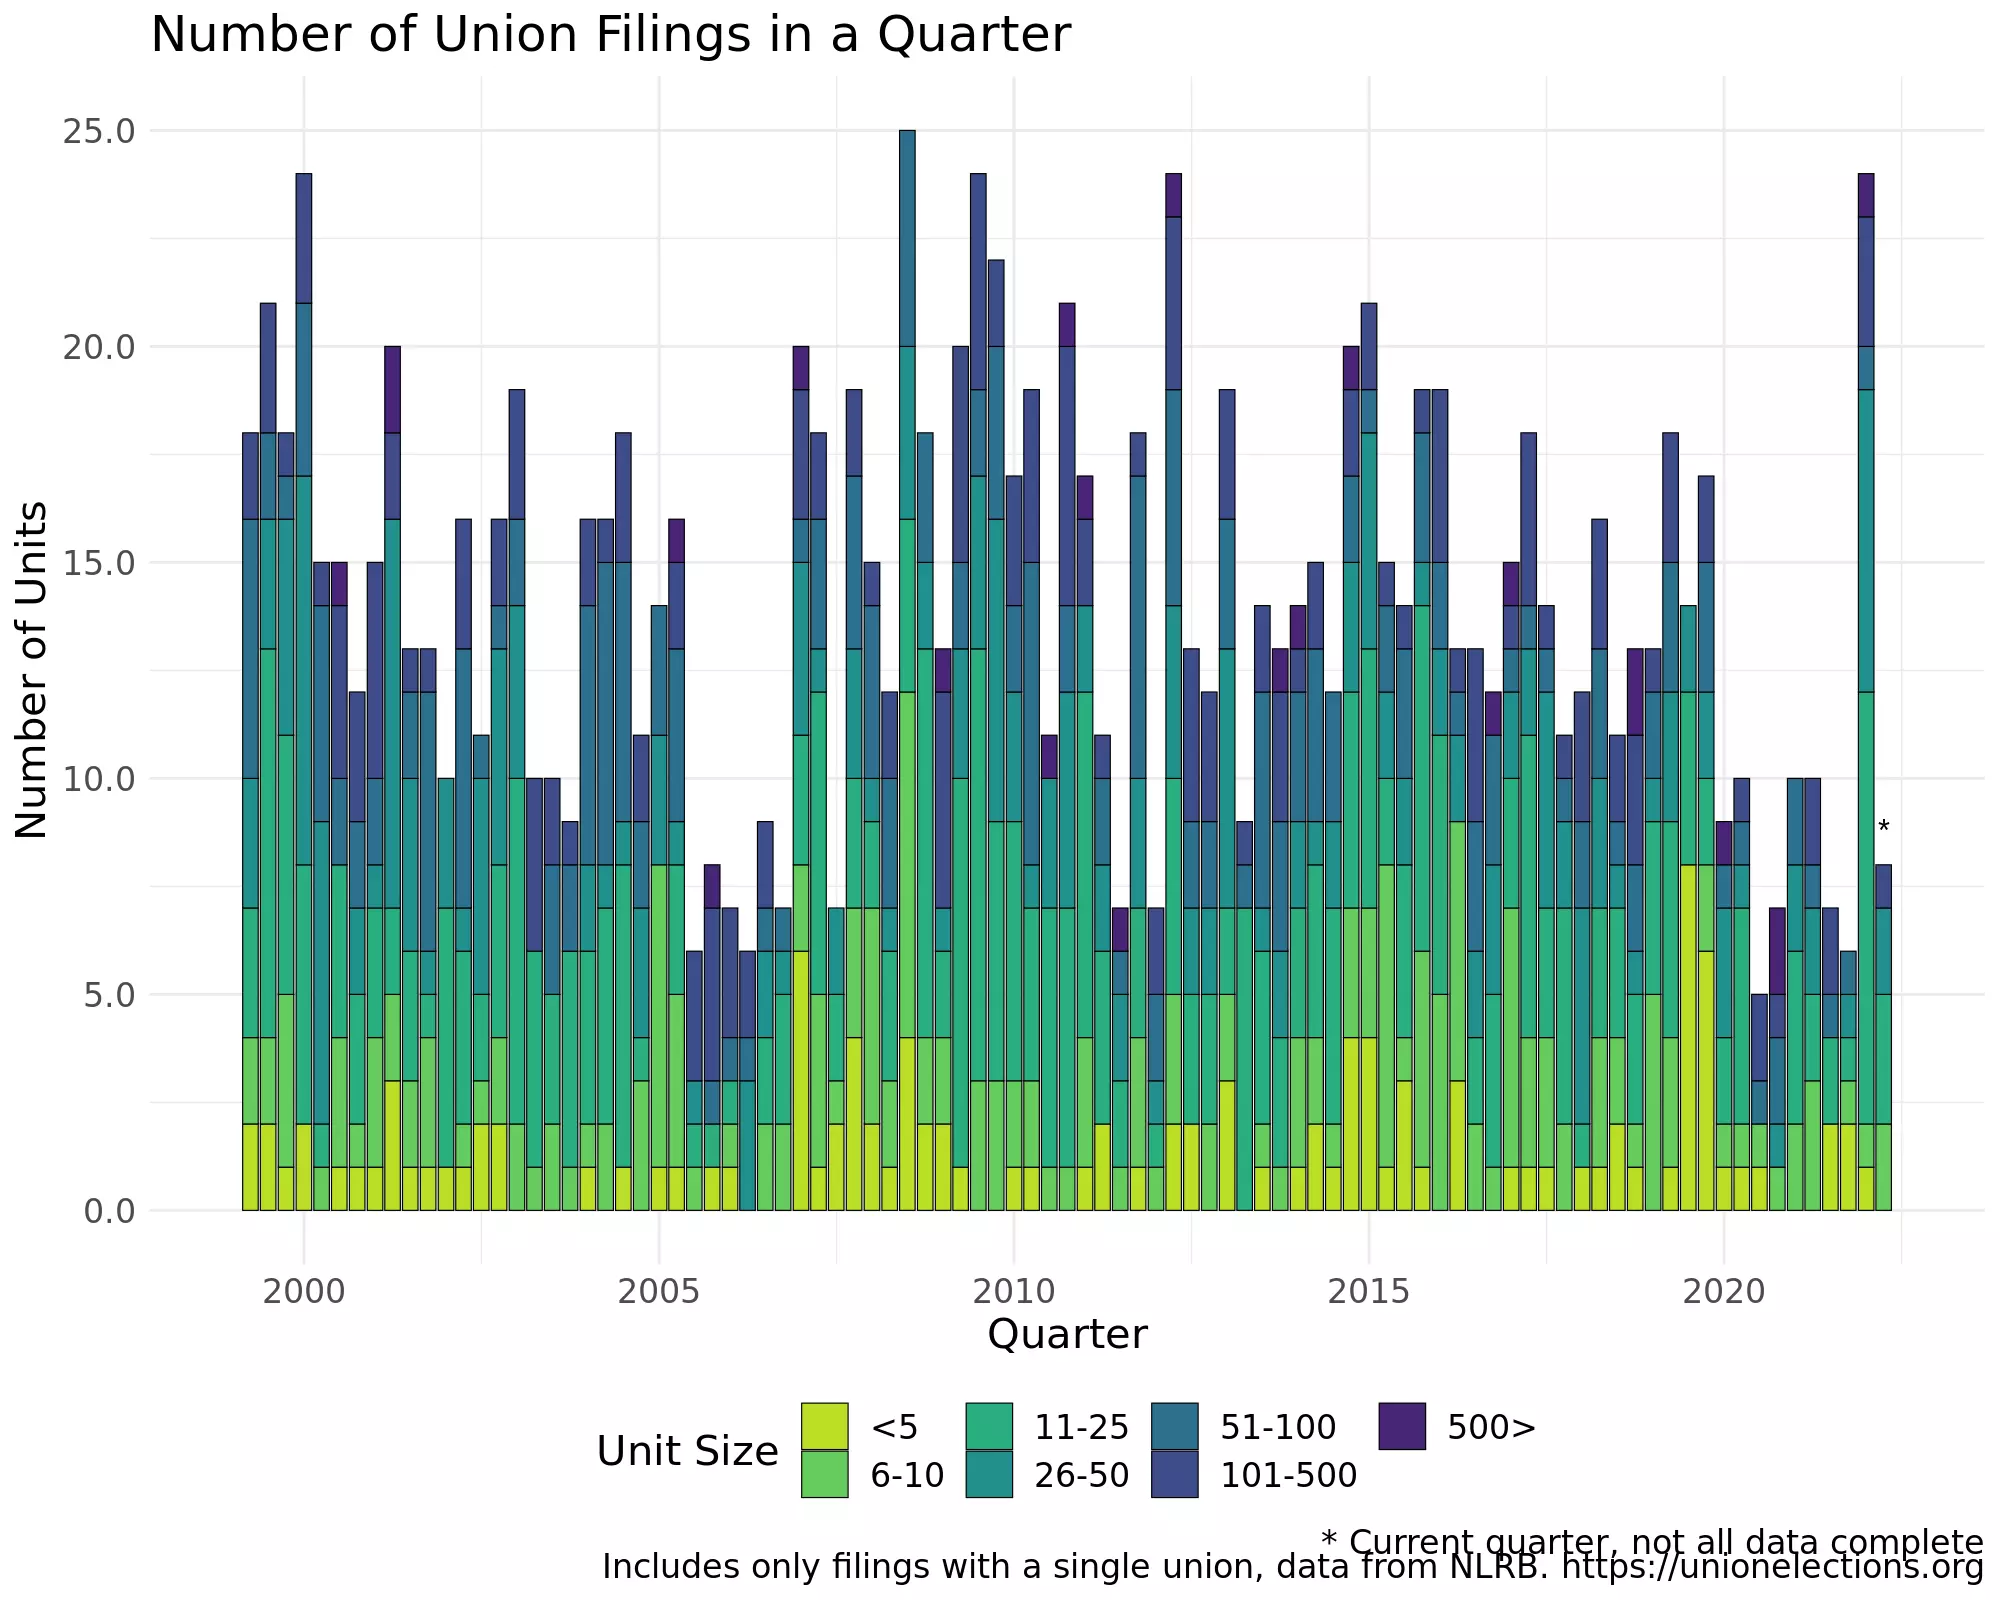 Number of Union Filings in a Quarter
Number of Units
25.0
20.0
15.0
10.0
5.0
0.0
*
2000 2005 2010 2015 2020
Quarter
Unit Size
<5 11-25 51-100 500>
6-10 26-50 101-500
* Current quarter, not all data complete
Includes only filings with a single union, data from NLRB. https://unionelections.org